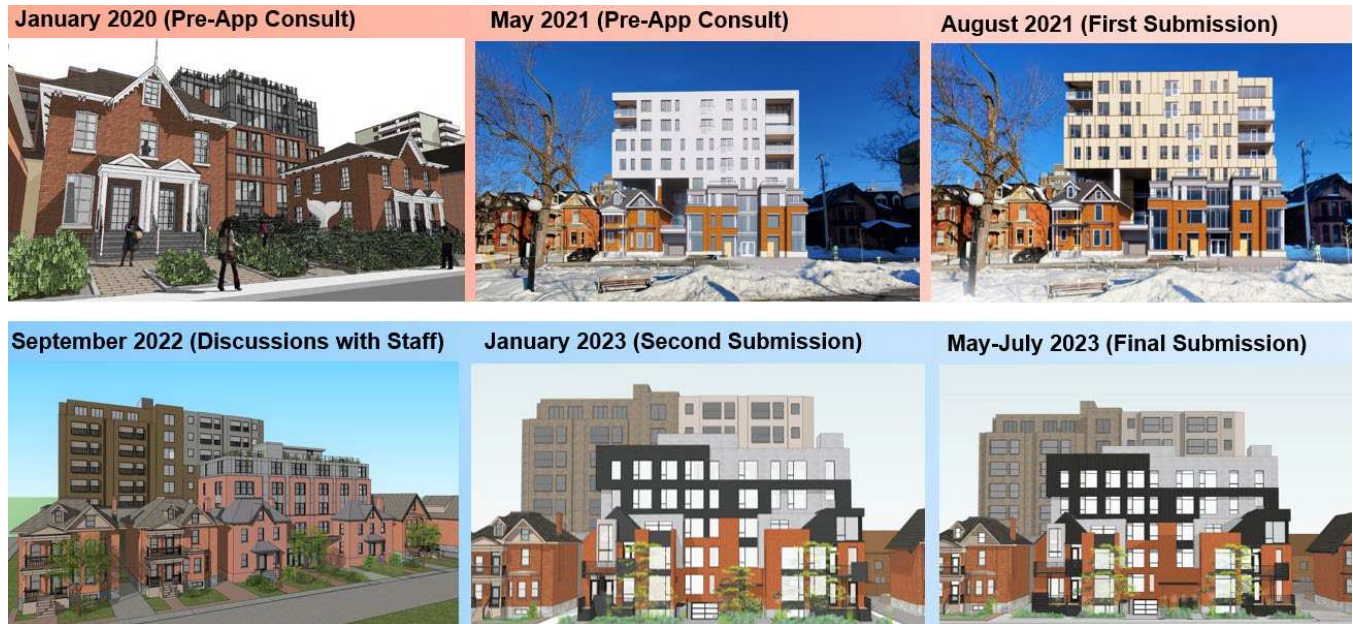 January 2020 (Pre-App Consult)
May 2021 (Pre-App Consult)
August 2021 (First Submission)
September 2022 (Discussions with Staff)
January 2023 (Second Submission)
May-July 2023 (Final Submission)